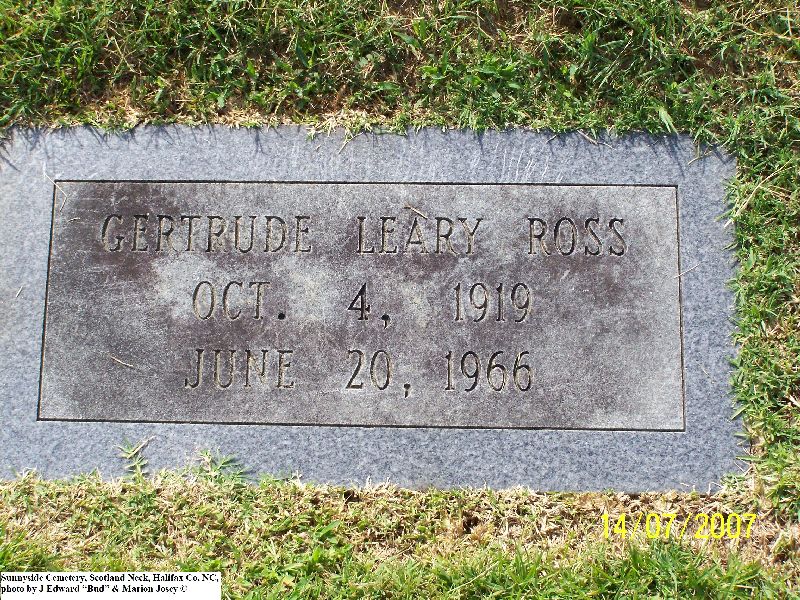 GERTRUDE LEARY ROSS
OCT. 4, 1919
JUNE 20, 1966
14/07/2007
Sunnyside Cemetery, Scotland Neck, Halifax Co. NC,
photo by J Edward "Bud" & Marion Josey ©